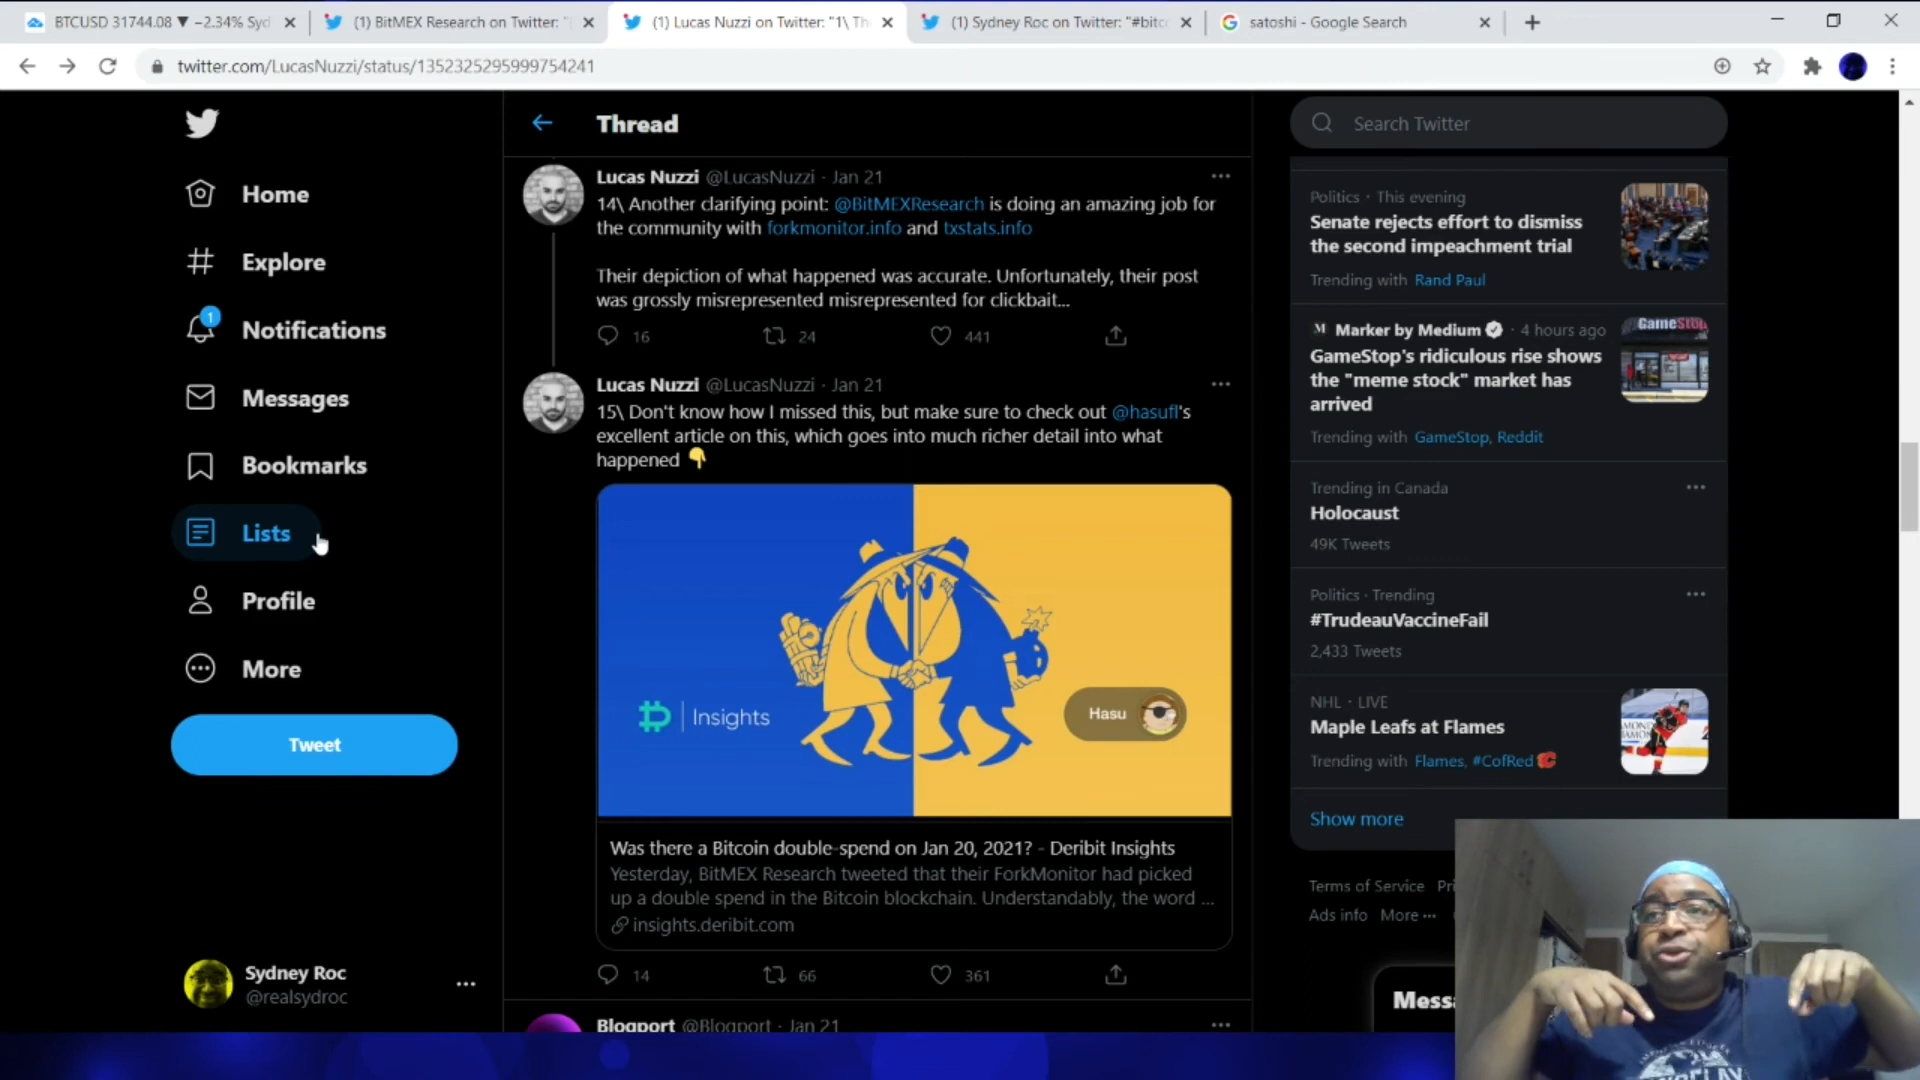 BTCUSD 31744.08 ▼ −2.34% Syd
(1) BitMEX Research on Twitter: "
(1) Lucas Nuzzi on Twitter: "1\ Th
(1) Sydney Roc on Twitter: "#bitc
satoshi - Google Search
twitter.com/LucasNuzzi/status/1352325295999754241
Home
Explore
1
Notifications
Messages
Bookmarks
Lists
Profile
More
Tweet
Sydney Roc
@realsydroc
Thread
Lucas Nuzzi @LucasNuzzi · Jan 21
14\ Another clarifying point: @BitMEXResearch is doing an amazing job for
the community with forkmonitor.info and txstats.info
Their depiction of what happened was accurate. Unfortunately, their post
was grossly misrepresented misrepresented for clickbait...
16 24 441
Lucas Nuzzi @LucasNuzzi · Jan 21
15\ Don't know how I missed this, but make sure to check out @hasufl's
excellent article on this, which goes into much richer detail into what
happened 👇
Insights
Hasu
Was there a Bitcoin double-spend on Jan 20, 2021? - Deribit Insights
Yesterday, BitMEX Research tweeted that their ForkMonitor had picked
up a double spend in the Bitcoin blockchain. Understandably, the word ...
insights.deribit.com
14 66 361
Blogport @Blogport · Jan 21
Search Twitter
Politics · This evening
Senate rejects effort to dismiss
the second impeachment trial
Trending with Rand Paul
Marker by Medium · 4 hours ago
GameStop's ridiculous rise shows
the "meme stock" market has
arrived
Trending with GameStop, Reddit
GameStop
Trending in Canada
Holocaust
49K Tweets
Politics · Trending
#TrudeauVaccineFail
2,433 Tweets
NHL · LIVE
Maple Leafs at Flames
Trending with Flames, #CofRed
Show more
Terms of Service Pri
Ads info More ···
Messa